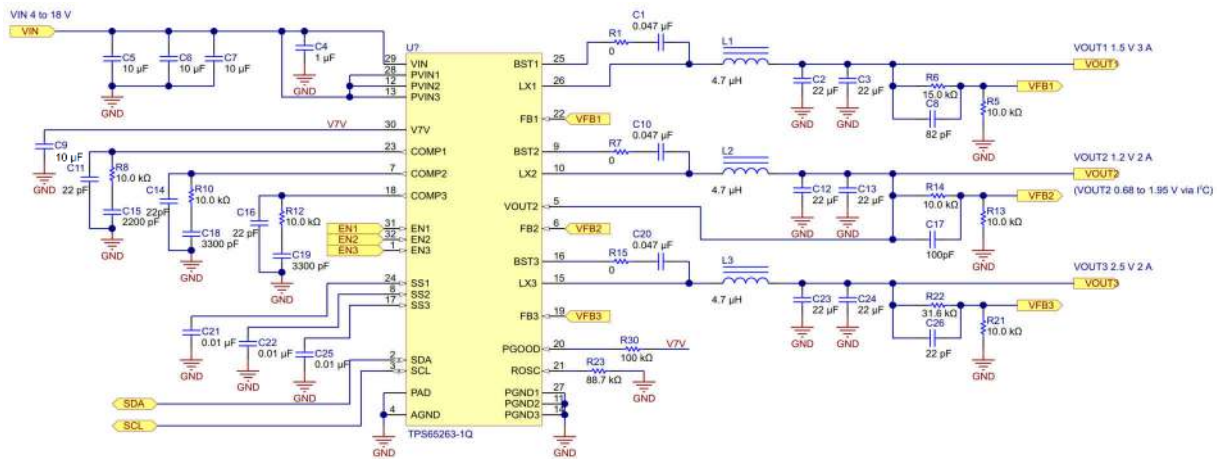 VIN 4 to 18 V
VIN
C5
10 µF
C6
10 µF
C7
10 µF
C4
1 µF
GND
GND
U?
29
VIN
28
PVIN1
12
PVIN2
13
PVIN3
V7V
30
V7V
C9
10 µF
GND
23
COMP1
7
COMP2
18
COMP3
C11
22 pF
R8
10.0 kΩ
C15
2200 pF
GND
C14
22pF
R10
10.0 kΩ
C18
3300 pF
GND
C16
22 pF
R12
10.0 kΩ
C19
3300 pF
GND
EN1
31
EN1
EN2
32
EN2
EN3
1
EN3
24
SS1
8
SS2
17
SS3
C21
0.01 µF
GND
C22
0.01 µF
GND
C25
0.01 µF
GND
2
SDA
3
SCL
SDA
SCL
PAD
4
AGND
GND
TPS65263-1Q
BST1
25
R1
0
C1
0.047 µF
LX1
26
L1
4.7 µH
C2
22 µF
GND
C3
22 µF
GND
VOUT1 1.5 V 3 A
VOUT1
R6
15.0 kΩ
C8
82 pF
VFB1
R5
10.0 kΩ
GND
FB1
22
VFB1
BST2
9
R7
0
C10
0.047 µF
LX2
10
L2
4.7 µH
C12
22 µF
GND
C13
22 µF
GND
VOUT2 1.2 V 2 A
VOUT2
(VOUT2 0.68 to 1.95 V via I²C)
R14
10.0 kΩ
C17
100pF
VFB2
R13
10.0 kΩ
GND
VOUT2
5
FB2
6
VFB2
BST3
16
R15
0
C20
0.047 µF
LX3
15
L3
4.7 µH
C23
22 µF
GND
C24
22 µF
GND
VOUT3 2.5 V 2 A
VOUT3
R22
31.6 kΩ
C26
22 pF
VFB3
R21
10.0 kΩ
GND
FB3
19
VFB3
PGOOD
20
R30
100 kΩ
V7V
ROSC
21
R23
88.7 kΩ
GND
PGND1
27
PGND2
11
PGND3
14
GND